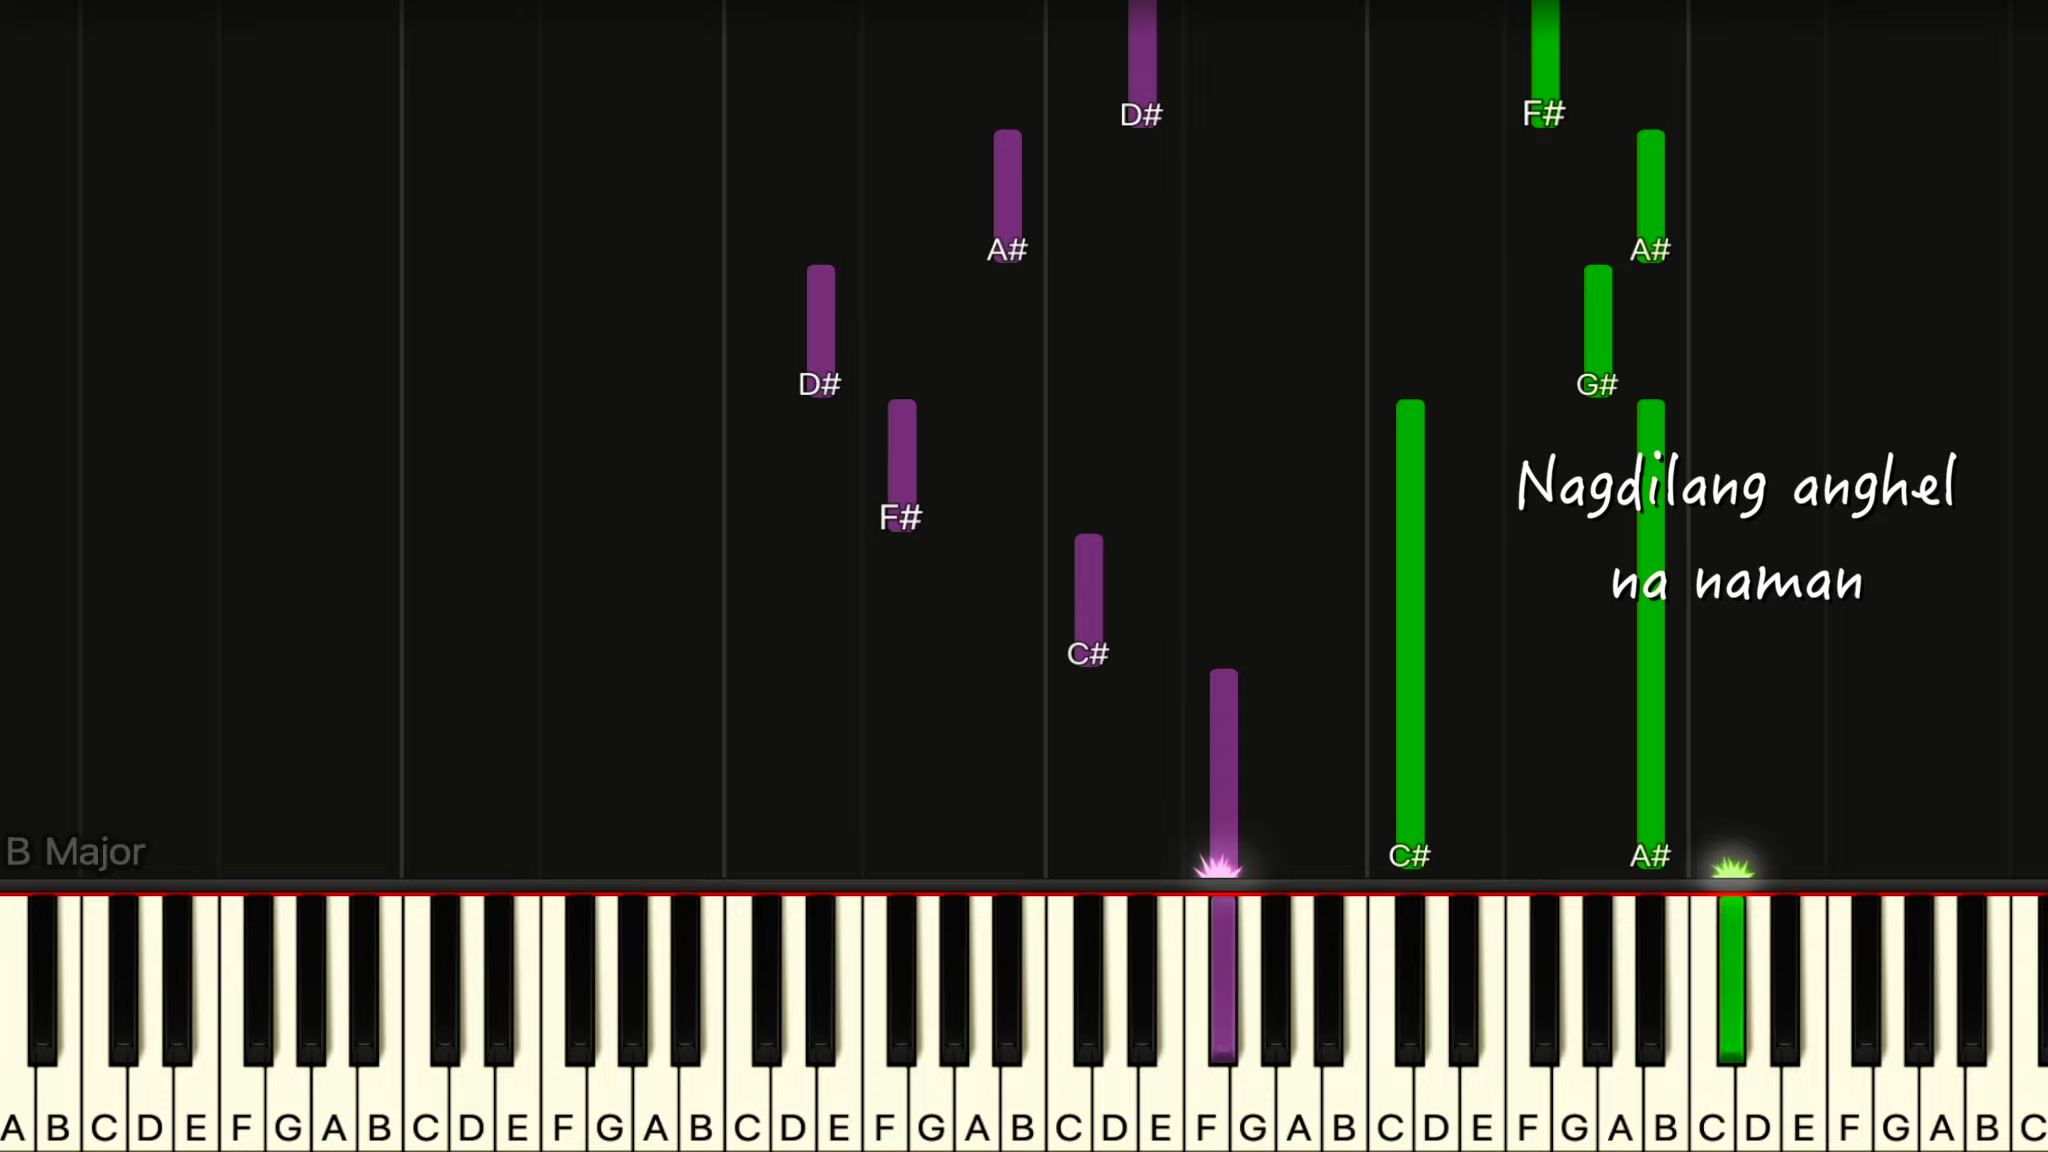 D# F#
A# A#
D# G#
F#
Nagdilang anghel
na naman
C#
C# A#
B Major
A B C D E F G A B C D E F G A B C D E F G A B C D E F G A B C D E F G A B C D E F G A B C